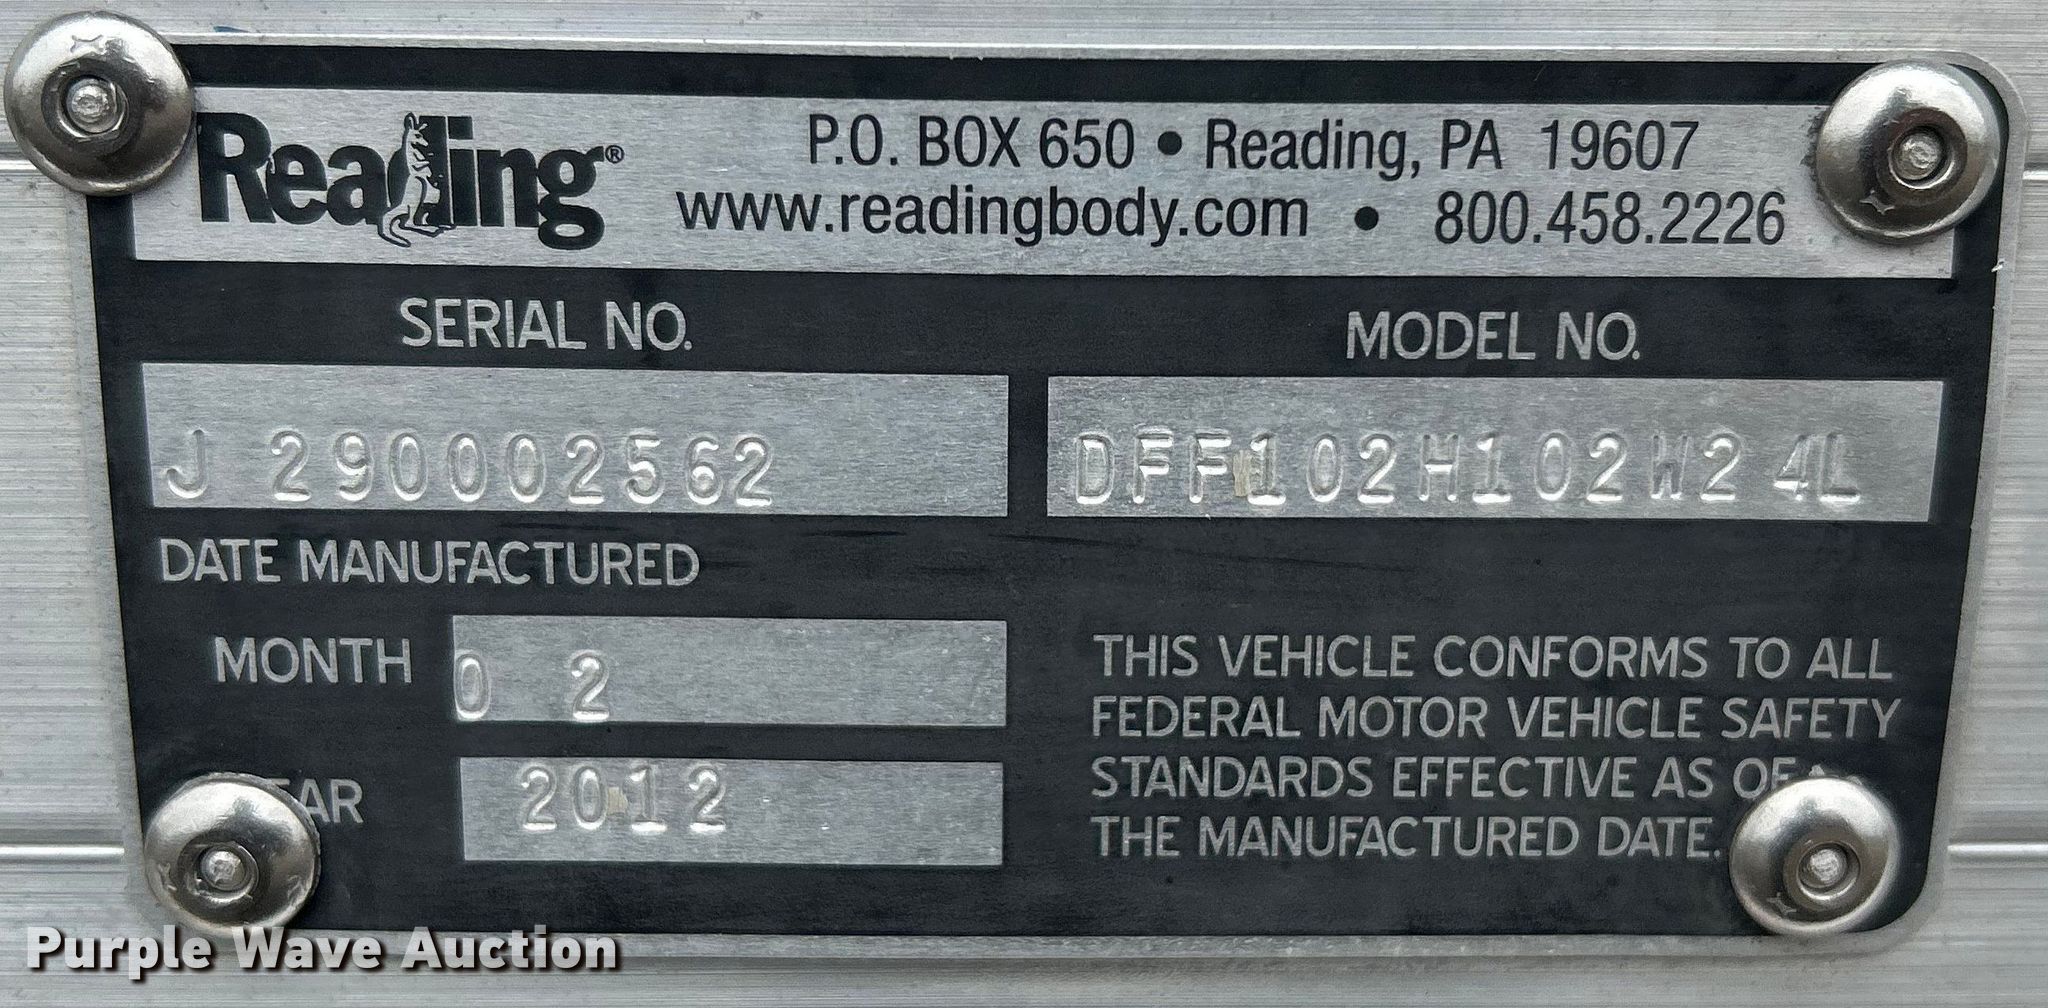 Reading®
P.O. BOX 650 • Reading, PA 19607
www.readingbody.com • 800.458.2226
SERIAL NO.
MODEL NO.
J 290002562
DFF102H102W24L
DATE MANUFACTURED
MONTH 0 2
2012
THIS VEHICLE CONFORMS TO ALL
FEDERAL MOTOR VEHICLE SAFETY
STANDARDS EFFECTIVE AS OF
THE MANUFACTURED DATE.
Purple Wave Auction